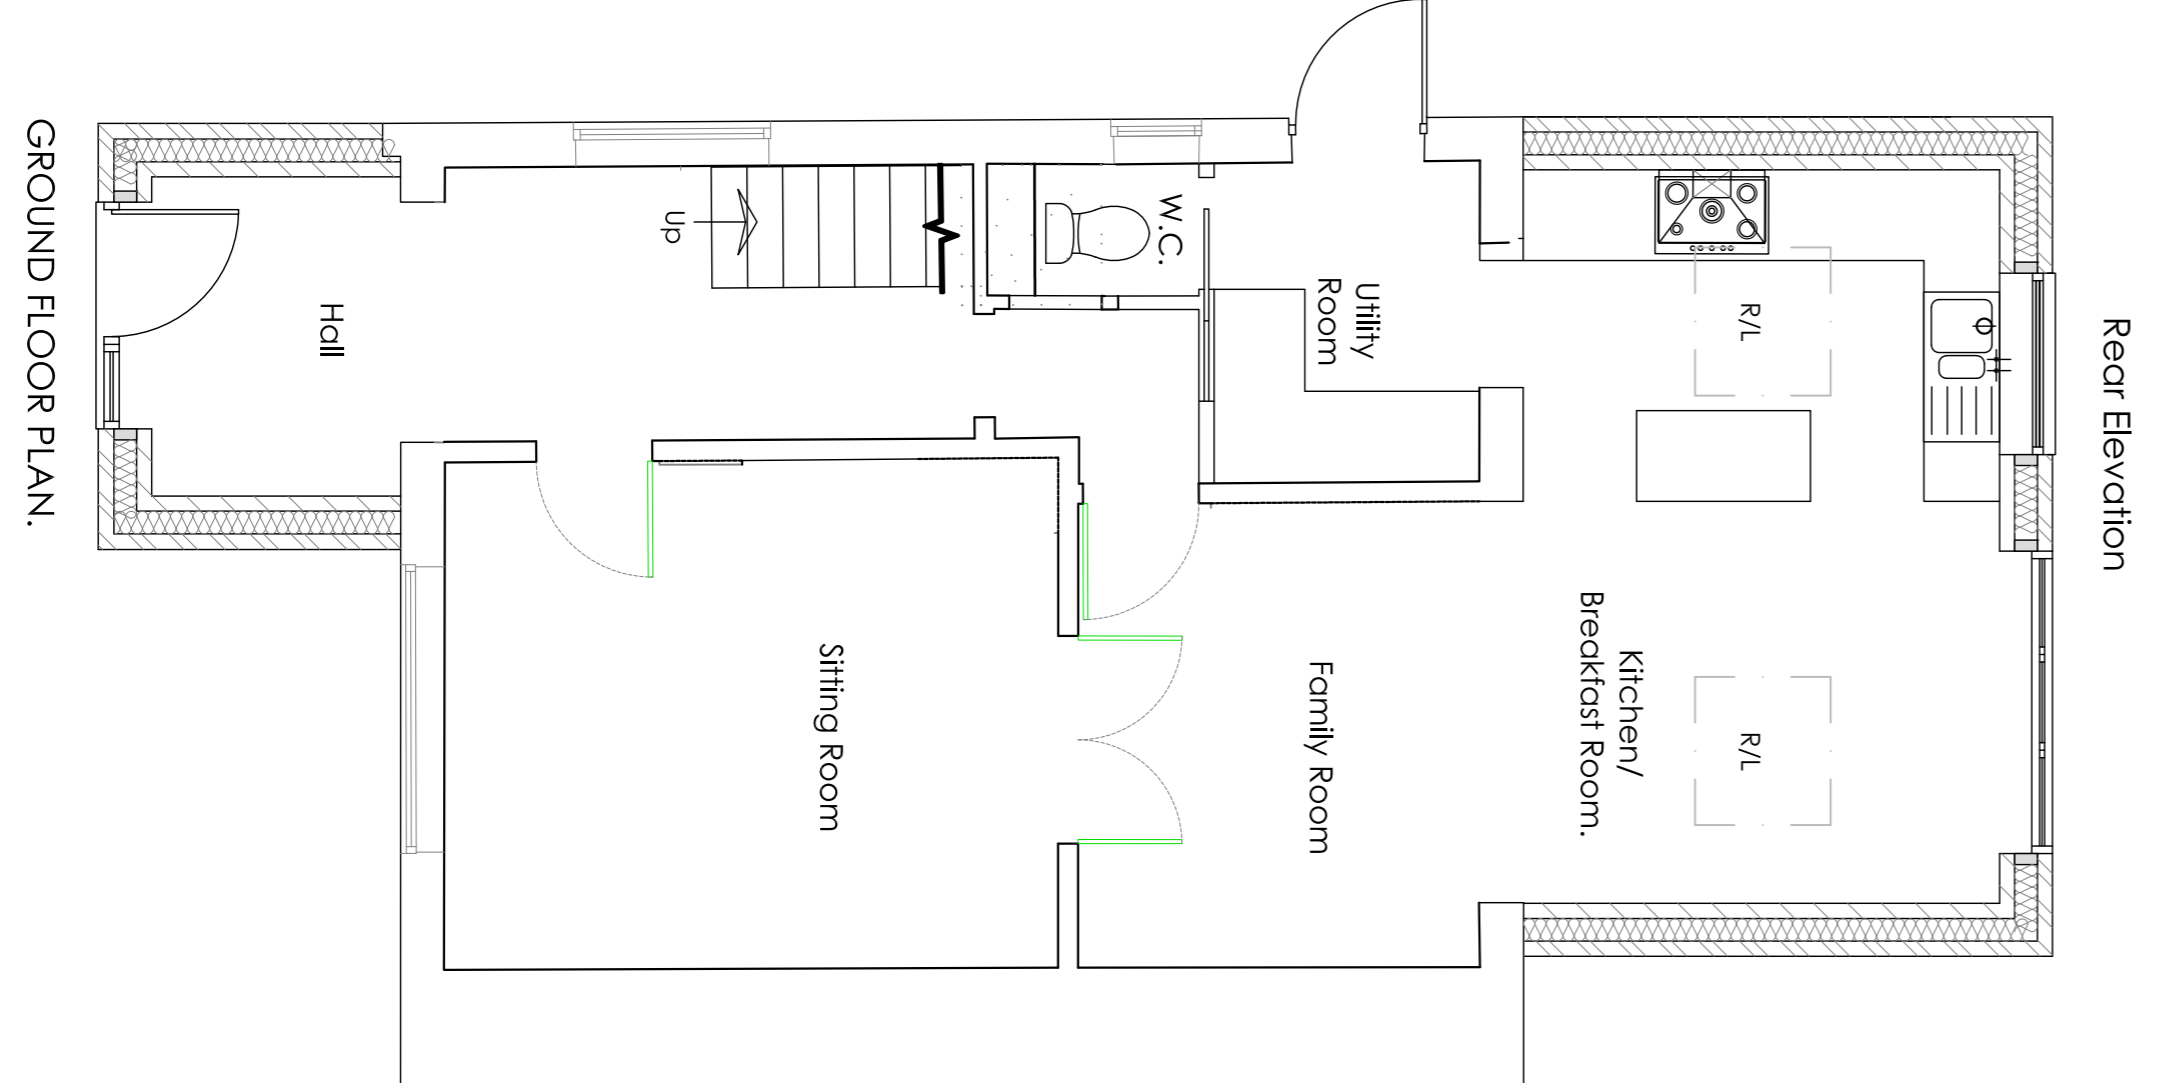 Rear Elevation
R/L
R/L
Kitchen/
Breakfast Room.
Utility
Room
Family Room
W.C.
Sitting Room
Up
Hall
GROUND FLOOR PLAN.